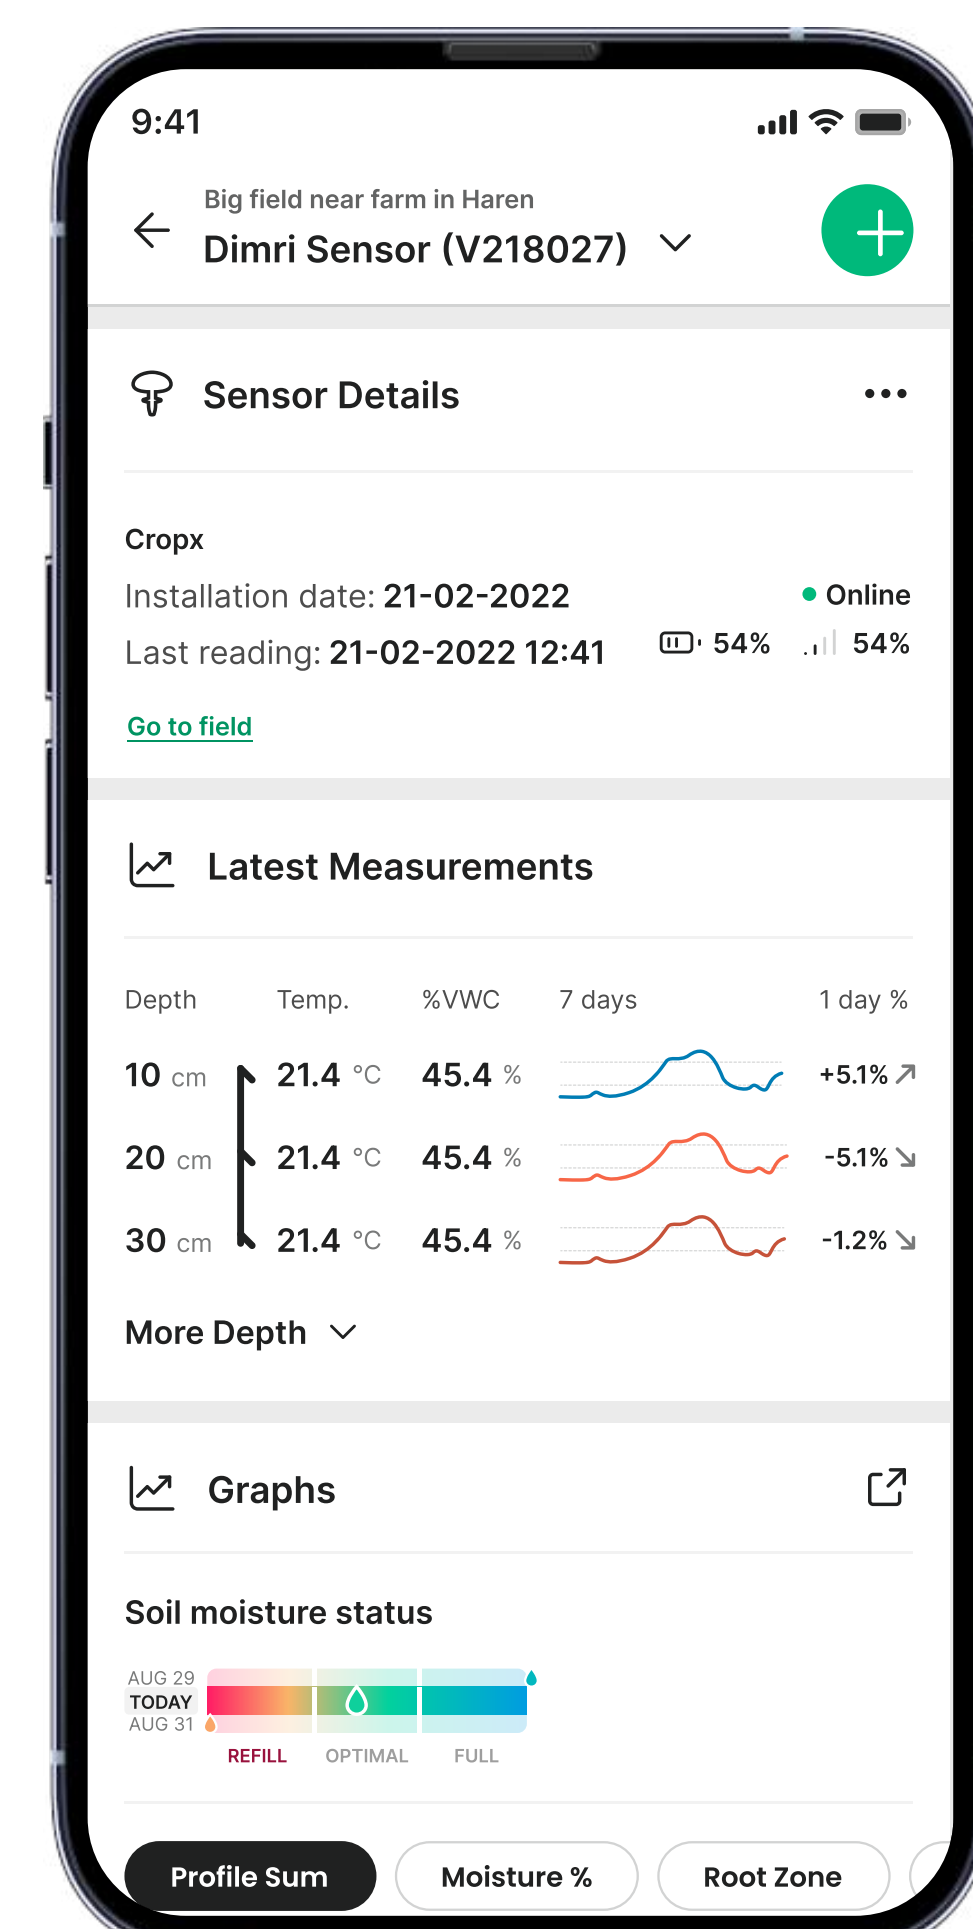 9:41
Big field near farm in Haren
Dimri Sensor (V218027)
Sensor Details
Cropx
Installation date: 21-02-2022
Online
Last reading: 21-02-2022 12:41
54% 54%
Go to field
Latest Measurements
Depth Temp. %VWC 7 days 1 day %
10 cm 21.4 °C 45.4 % +5.1%
20 cm 21.4 °C 45.4 % -5.1%
30 cm 21.4 °C 45.4 % -1.2%
More Depth
Graphs
Soil moisture status
AUG 29
TODAY
AUG 31
REFILL OPTIMAL FULL
Profile Sum Moisture % Root Zone